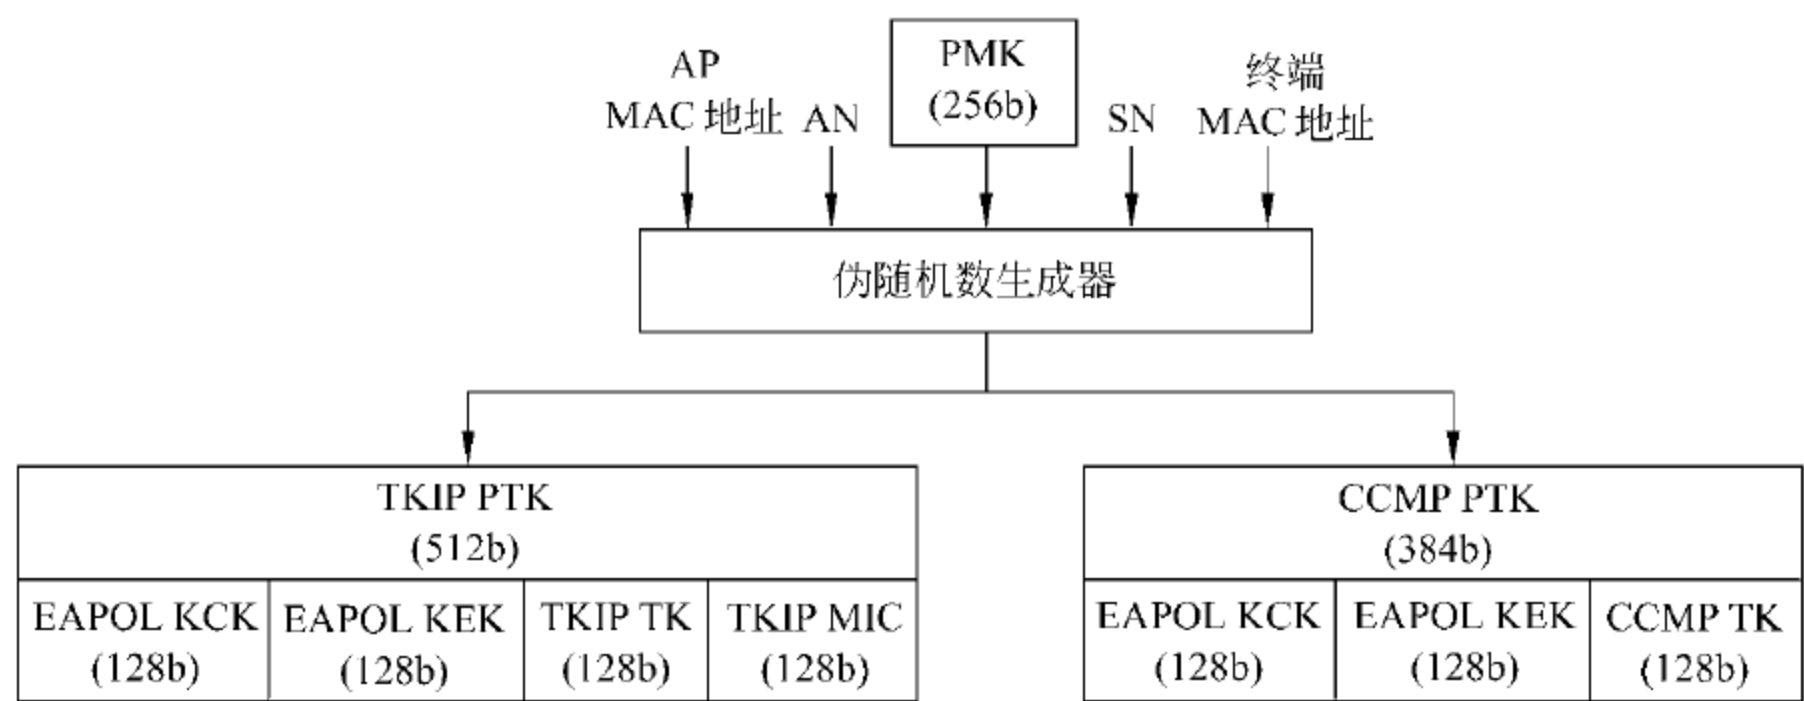 PMK
(256b)
AP
MAC 地址
AN
SN
终端
MAC 地址
伪随机数生成器
TKIP PTK
(512b)
EAPOL KCK
(128b)
EAPOL KEK
(128b)
TKIP TK
(128b)
TKIP MIC
(128b)
CCMP PTK
(384b)
EAPOL KCK
(128b)
EAPOL KEK
(128b)
CCMP TK
(128b)